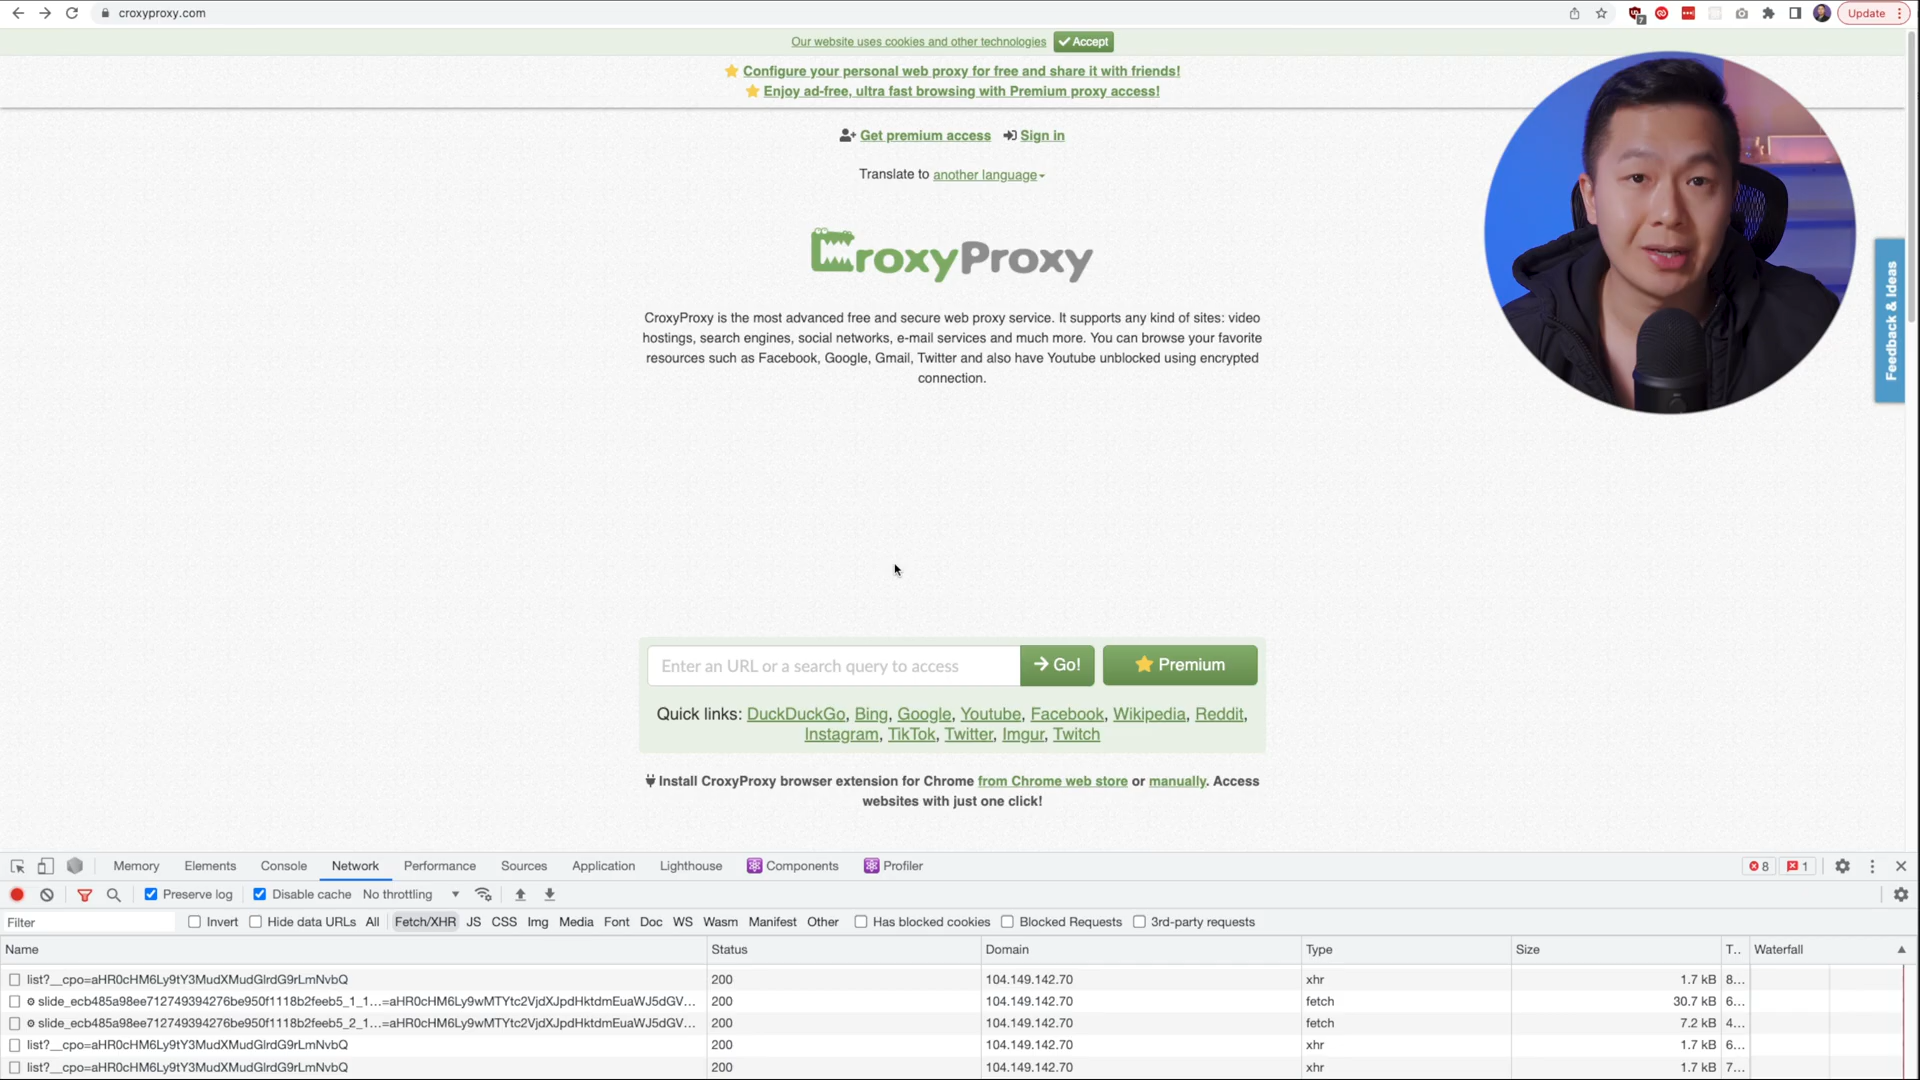 croxyproxy.com
Update
Our website uses cookies and other technologies Accept
Configure your personal web proxy for free and share it with friends!
Enjoy ad-free, ultra fast browsing with Premium proxy access!
Get premium access Sign in
Translate to another language
CroxyProxy
CroxyProxy is the most advanced free and secure web proxy service. It supports any kind of sites: video
hostings, search engines, social networks, e-mail services and much more. You can browse your favorite
resources such as Facebook, Google, Gmail, Twitter and also have Youtube unblocked using encrypted
connection.
Feedback & Ideas
Enter an URL or a search query to access Go! Premium
Quick links: DuckDuckGo, Bing, Google, Youtube, Facebook, Wikipedia, Reddit,
Instagram, TikTok, Twitter, Imgur, Twitch
Install CroxyProxy browser extension for Chrome from Chrome web store or manually. Access
websites with just one click!
Memory Elements Console Network Performance Sources Application Lighthouse Components Profiler 8 1
Preserve log Disable cache No throttling
Filter Invert Hide data URLs All Fetch/XHR JS CSS Img Media Font Doc WS Wasm Manifest Other Has blocked cookies Blocked Requests 3rd-party requests
Name Status Domain Type Size T... Waterfall
list?__cpo=aHR0cHM6Ly9tY3MudXMudGlrdG9rLmNvbQ 200 104.149.142.70 xhr 1.7 kB 8...
slide_ecb485a98ee712749394276be950f1118b2feeb5_1_1...=aHR0cHM6Ly9wMTYtc2VjdXJpdHktdmEuaWJ5dGV... 200 104.149.142.70 fetch 30.7 kB 6...
slide_ecb485a98ee712749394276be950f1118b2feeb5_2_1...=aHR0cHM6Ly9wMTYtc2VjdXJpdHktdmEuaWJ5dGV... 200 104.149.142.70 fetch 7.2 kB 4...
list?__cpo=aHR0cHM6Ly9tY3MudXMudGlrdG9rLmNvbQ 200 104.149.142.70 xhr 1.7 kB 6...
list?__cpo=aHR0cHM6Ly9tY3MudXMudGlrdG9rLmNvbQ 200 104.149.142.70 xhr 1.7 kB 7...